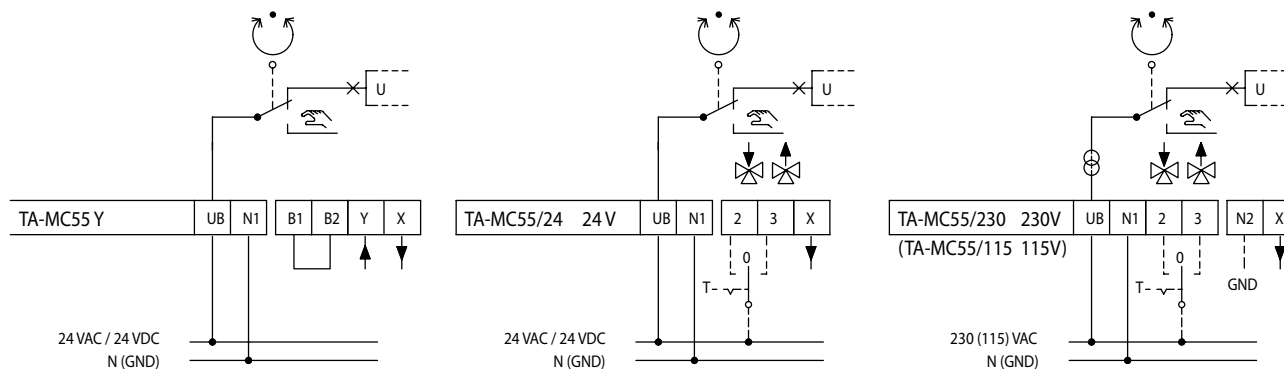 U
TA-MC55 Y UB N1 B1 B2 Y X
24 VAC / 24 VDC
N (GND)
U
TA-MC55/24 24 V UB N1 2 3 X
0
T
24 VAC / 24 VDC
N (GND)
U
TA-MC55/230 230V UB N1 2 3 N2 X
(TA-MC55/115 115V)
0
GND
T
230 (115) VAC
N (GND)